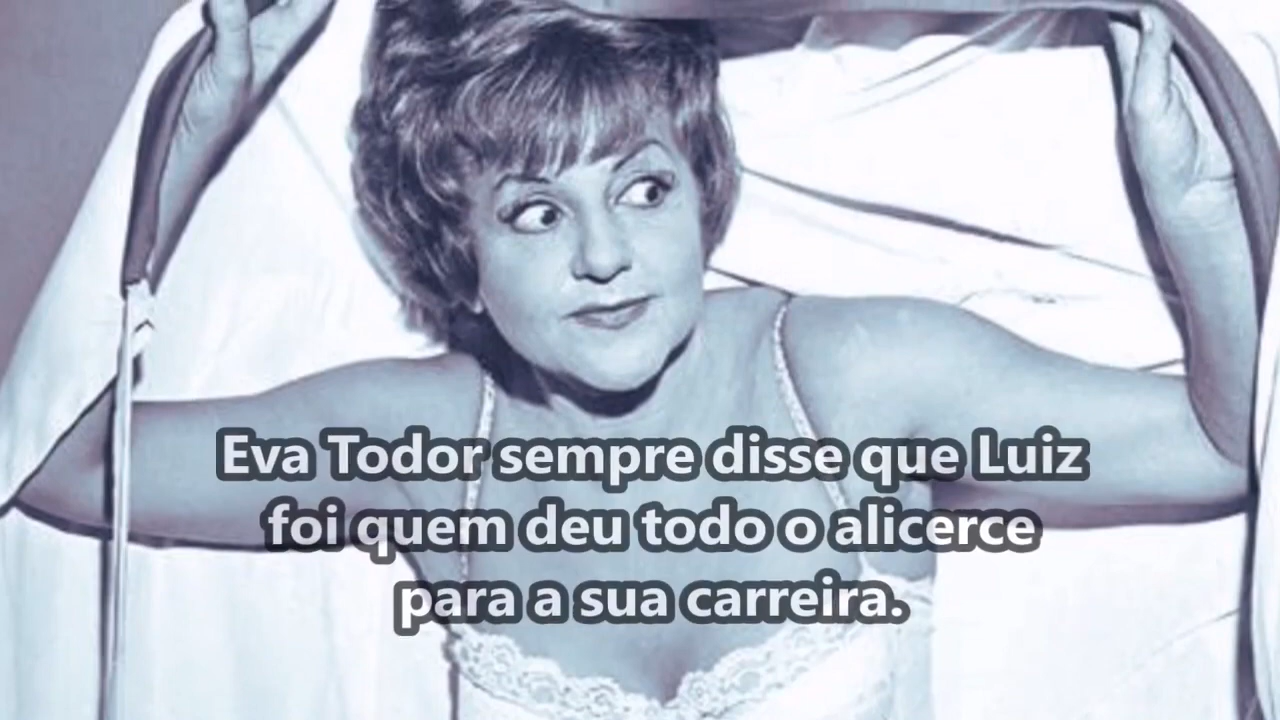 Eva Todor sempre disse que Luiz
foi quem deu todo o alicerce
para a sua carreira.